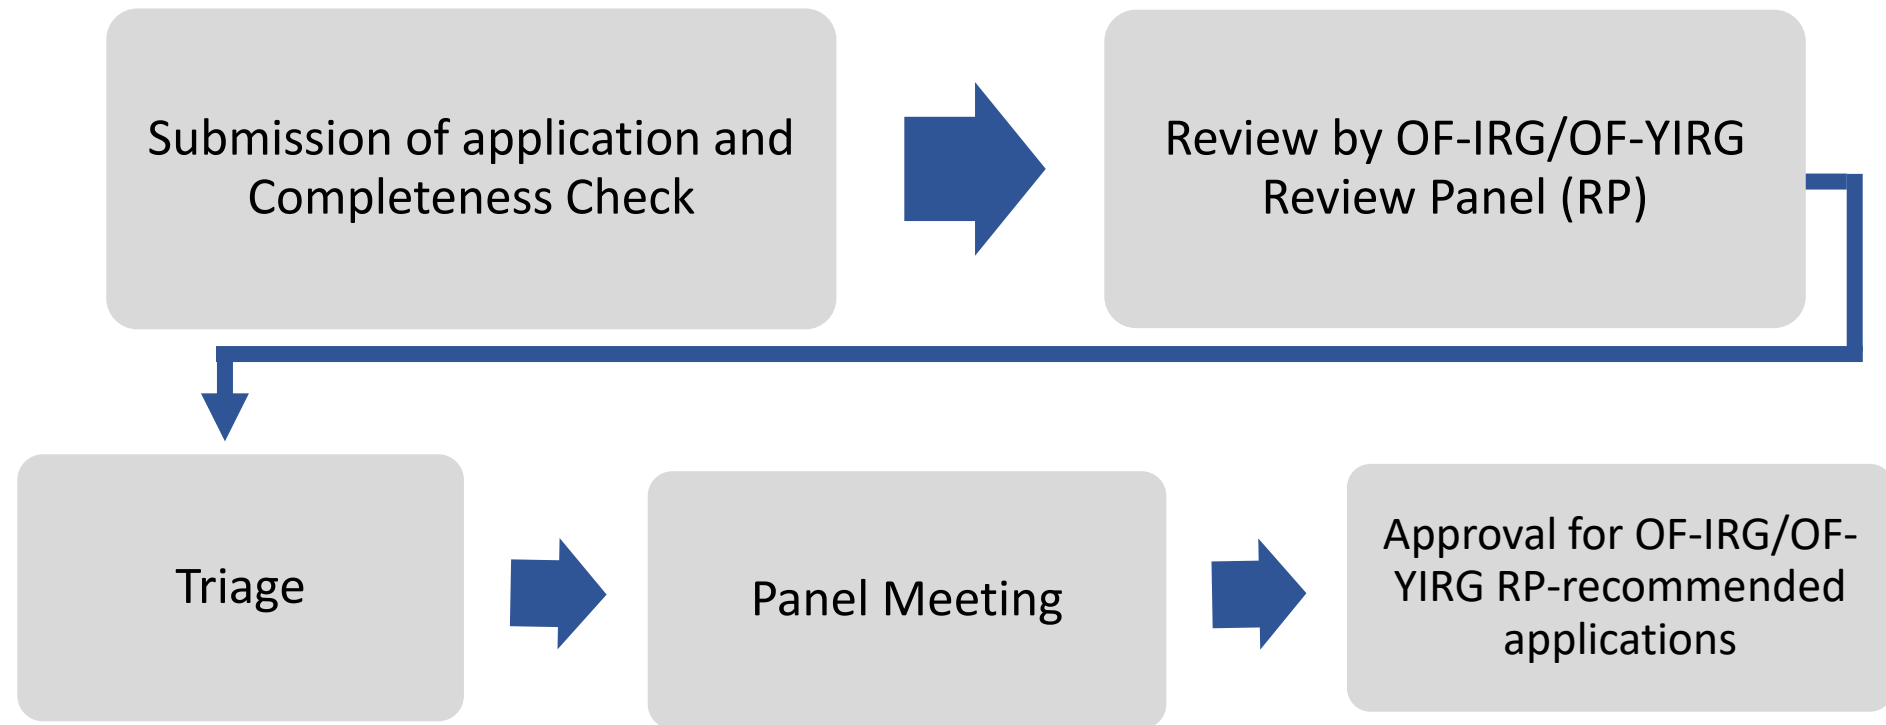 Submission of application and
Completeness Check
Review by OF-IRG/OF-YIRG
Review Panel (RP)
Triage
Panel Meeting
Approval for OF-IRG/OF-
YIRG RP-recommended
applications